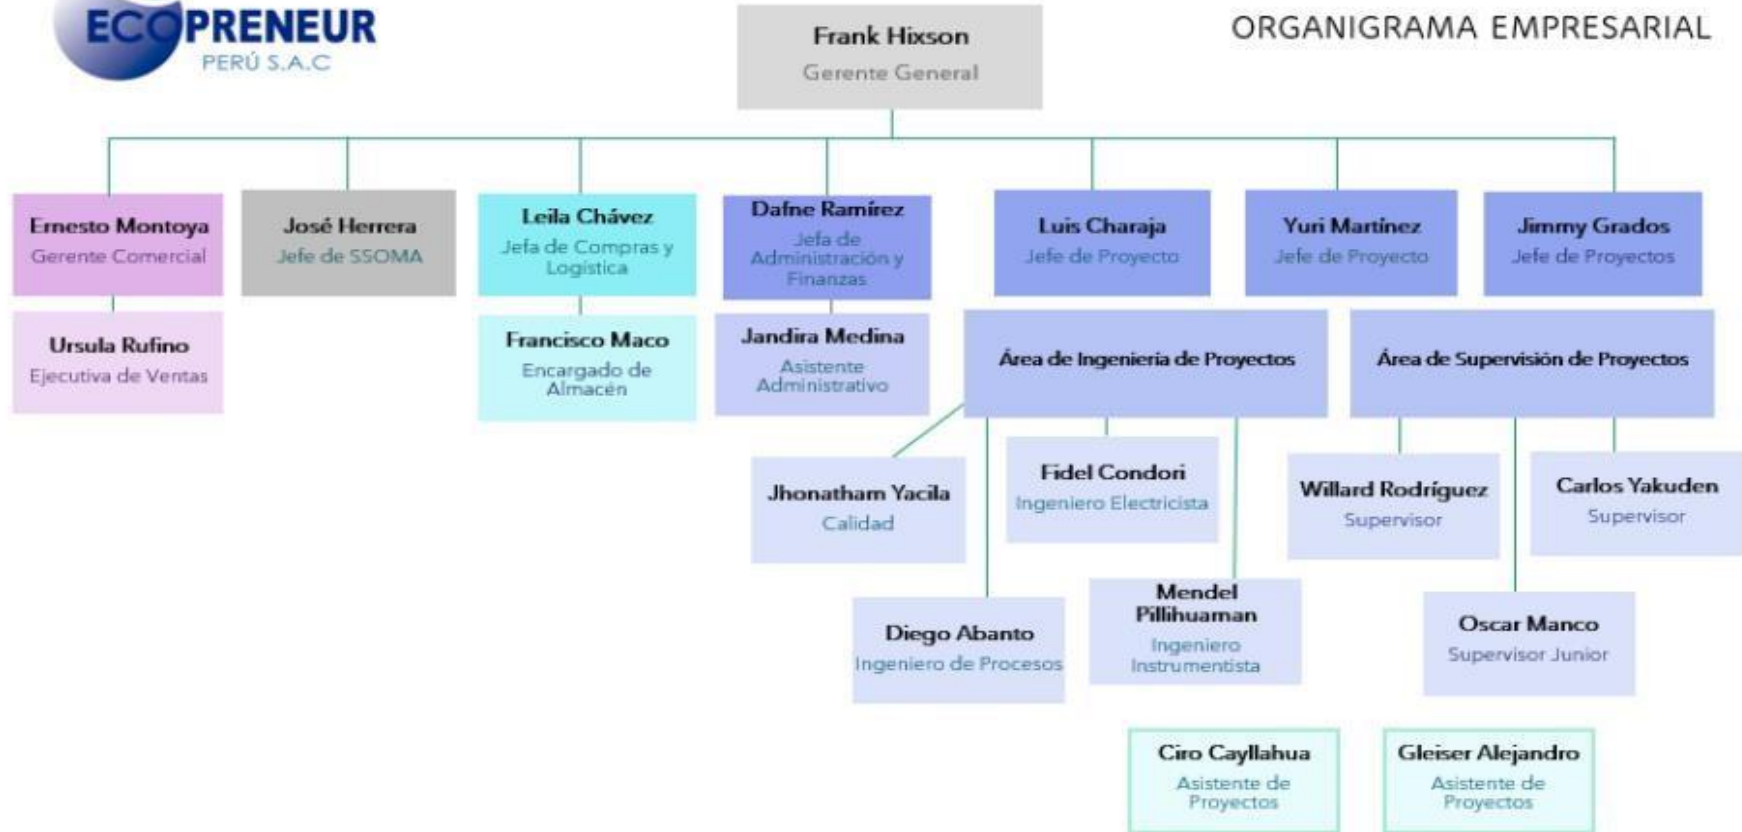 ECOPRENEUR
PERÚ S.A.C
ORGANIGRAMA EMPRESARIAL
Frank Hixson
Gerente General
Ernesto Montoya
Gerente Comercial
José Herrera
Jefe de SSOMA
Leila Chávez
Jefa de Compras y
Logística
Dafne Ramírez
Jefa de
Administración y
Finanzas
Luis Charaja
Jefe de Proyecto
Yuri Martínez
Jefe de Proyecto
Jimmy Grados
Jefe de Proyectos
Ursula Rufino
Ejecutiva de Ventas
Francisco Maco
Encargado de
Almacén
Jandira Medina
Asistente
Administrativo
Área de Ingeniería de Proyectos
Área de Supervisión de Proyectos
Jhonatham Yacila
Calidad
Fidel Condori
Ingeniero Electricista
Willard Rodríguez
Supervisor
Carlos Yakuden
Supervisor
Diego Abanto
Ingeniero de Procesos
Mendel
Pillihuaman
Ingeniero
Instrumentista
Oscar Manco
Supervisor Junior
Ciro Cayllahua
Asistente de
Proyectos
Gleiser Alejandro
Asistente de
Proyectos